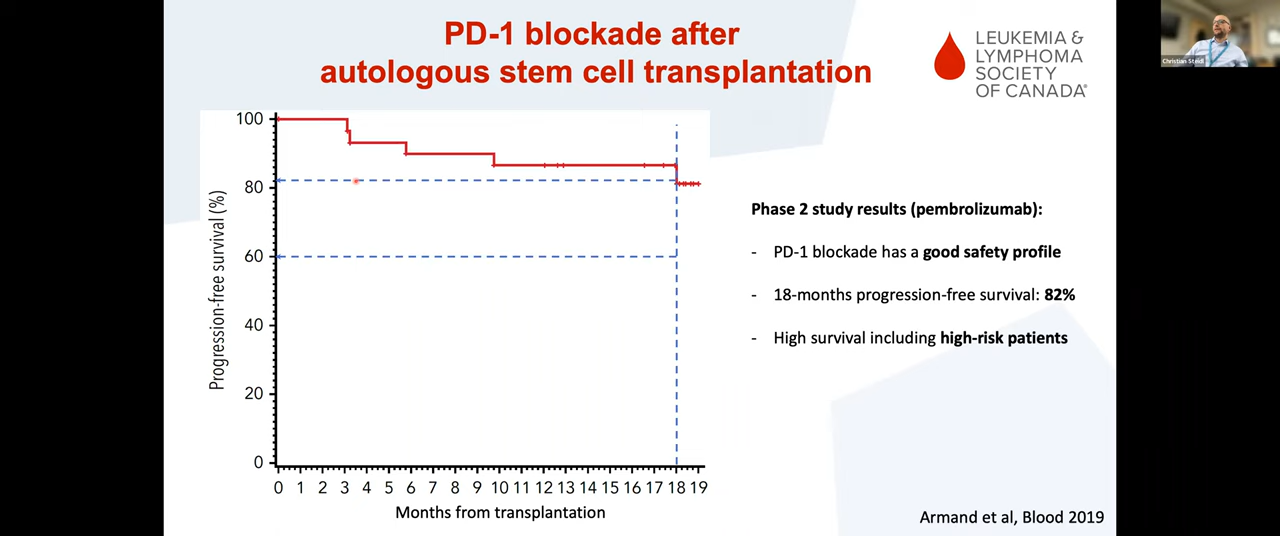 PD-1 blockade after
autologous stem cell transplantation
LEUKEMIA &
LYMPHOMA
SOCIETY
OF CANADA®
Christian Steidl
Progression-free survival (%)
100
80
60
40
20
0
0 1 2 3 4 5 6 7 8 9 10 11 12 13 14 15 16 17 18 19
Months from transplantation
Phase 2 study results (pembrolizumab):
- PD-1 blockade has a good safety profile
- 18-months progression-free survival: 82%
- High survival including high-risk patients
Armand et al, Blood 2019